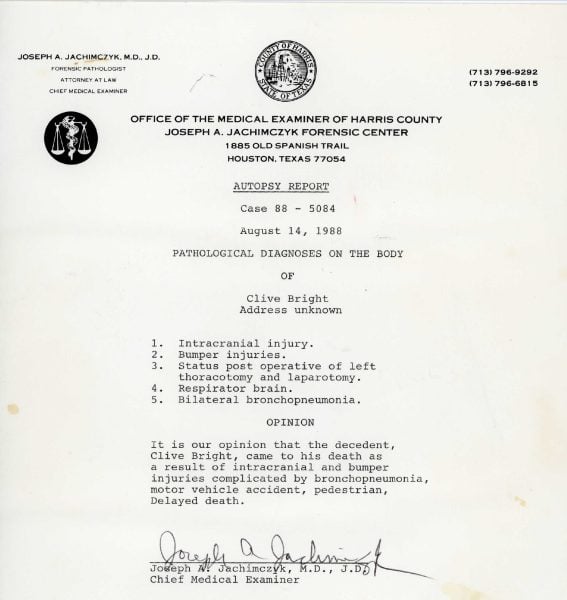 JOSEPH A. JACHIMCZYK, M.D., J.D.
FORENSIC PATHOLOGIST
ATTORNEY AT LAW
CHIEF MEDICAL EXAMINER
COUNTY OF HARRIS
STATE OF TEXAS
(713) 796-9292
(713) 796-6815
OFFICE OF THE MEDICAL EXAMINER OF HARRIS COUNTY
JOSEPH A. JACHIMCZYK FORENSIC CENTER
1885 OLD SPANISH TRAIL
HOUSTON, TEXAS 77054
AUTOPSY REPORT
Case 88 - 5084
August 14, 1988
PATHOLOGICAL DIAGNOSES ON THE BODY
OF
Clive Bright
Address unknown
1. Intracranial injury.
2. Bumper injuries.
3. Status post operative of left
thoracotomy and laparotomy.
4. Respirator brain.
5. Bilateral bronchopneumonia.
OPINION
It is our opinion that the decedent,
Clive Bright, came to his death as
a result of intracranial and bumper
injuries complicated by bronchopneumonia,
motor vehicle accident, pedestrian,
Delayed death.
Joseph A Jachimczyk
Joseph A. Jachimczyk, M.D., J.D.
Chief Medical Examiner